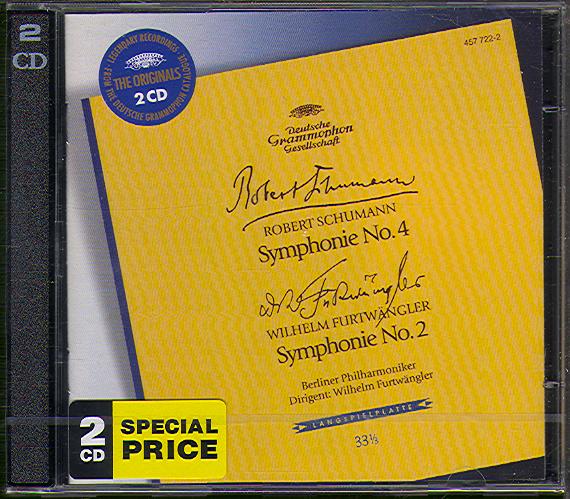 2
CD
LEGENDARY RECORDINGS
FROM THE DEUTSCHE GRAMMOPHON CATALOGUE
THE ORIGINALS
2 CD
457 722-2
Deutsche
Grammophon
Gesellschaft
Robert Schumann
ROBERT SCHUMANN
Symphonie No. 4
Wilhelm Furtwängler
WILHELM FURTWÄNGLER
Symphonie No. 2
Berliner Philharmoniker
Dirigent: Wilhelm Furtwängler
LANGSPIELPLATTE
33⅓
2
CD
SPECIAL
PRICE